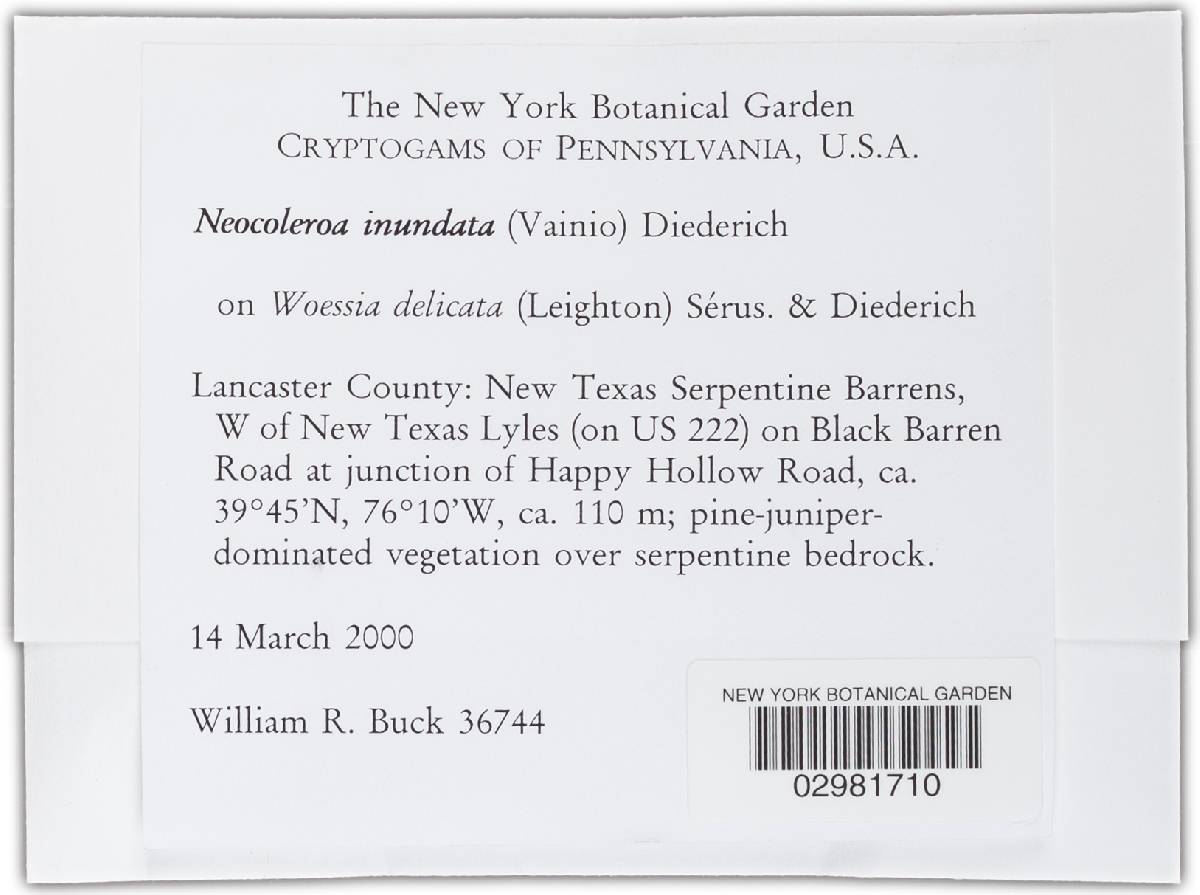 The New York Botanical Garden
CRYPTOGAMS OF PENNSYLVANIA, U.S.A.
Neocoleroa inundata (Vainio) Diederich
on Woessia delicata (Leighton) Sérus. & Diederich
Lancaster County: New Texas Serpentine Barrens,
W of New Texas Lyles (on US 222) on Black Barren
Road at junction of Happy Hollow Road, ca.
39°45’N, 76°10’W, ca. 110 m; pine-juniper-
dominated vegetation over serpentine bedrock.
14 March 2000
William R. Buck 36744
NEW YORK BOTANICAL GARDEN
02981710